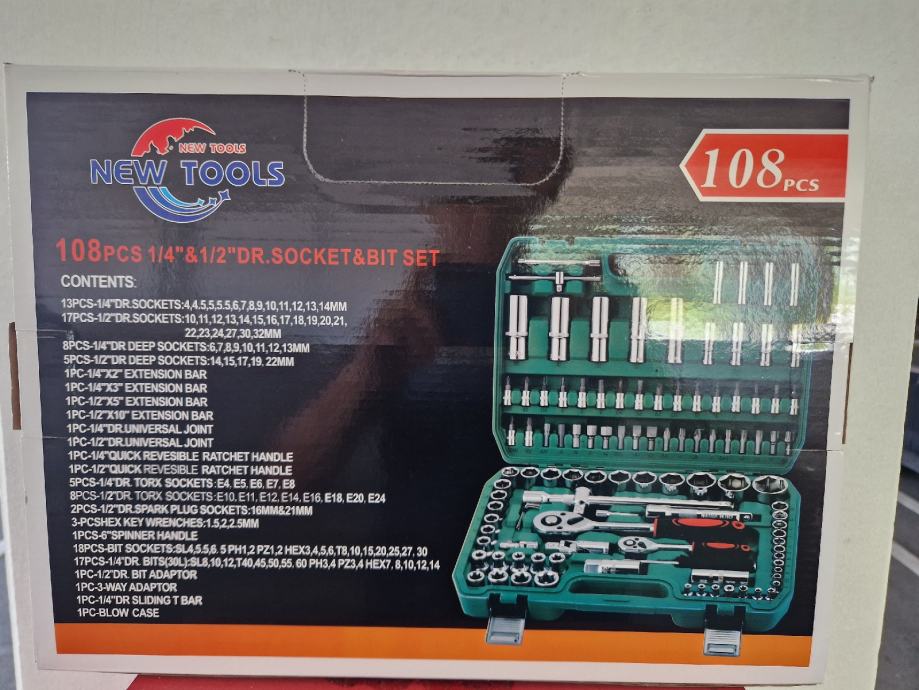 NEW TOOLS
NEW TOOLS
108PCS
108PCS 1/4"&1/2"DR.SOCKET&BIT SET
CONTENTS:
13PCS-1/4"DR.SOCKETS:4,4.5,5,5.5,6,7,8,9,10,11,12,13,14MM
17PCS-1/2"DR.SOCKETS:10,11,12,13,14,15,16,17,18,19,20,21,
22,23,24,27,30,32MM
8PCS-1/4"DR DEEP SOCKETS:6,7,8,9,10,11,12,13MM
5PCS-1/2"DR DEEP SOCKETS:14,15,17,19. 22MM
1PC-1/4"X2" EXTENSION BAR
1PC-1/4"X3" EXTENSION BAR
1PC-1/2"X5" EXTENSION BAR
1PC-1/2"X10" EXTENSION BAR
1PC-1/4"DR.UNIVERSAL JOINT
1PC-1/2"DR.UNIVERSAL JOINT
1PC-1/4"QUICK REVESIBLE RATCHET HANDLE
1PC-1/2"QUICK REVESIBLE RATCHET HANDLE
5PCS-1/4"DR. TORX SOCKETS:E4, E5, E6, E7, E8
8PCS-1/2"DR. TORX SOCKETS:E10, E11, E12, E14, E16, E18, E20, E24
2PCS-1/2"DR.SPARK PLUG SOCKETS:16MM&21MM
3-PCSHEX KEY WRENCHES:1.5,2,2.5MM
1PCS-6"SPINNER HANDLE
18PCS-BIT SOCKETS:SL4,5.5,6. 5 PH1,2 PZ1,2 HEX3,4,5,6,T8,10,15,20,25,27, 30
17PCS-1/4"DR. BITS(30L):SL8,10,12,T40,45,50,55. 60 PH3,4 PZ3,4 HEX7. 8,10,12,14
1PC-1/2"DR. BIT ADAPTOR
1PC-3-WAY ADAPTOR
1PC-1/4"DR SLIDING T BAR
1PC-BLOW CASE